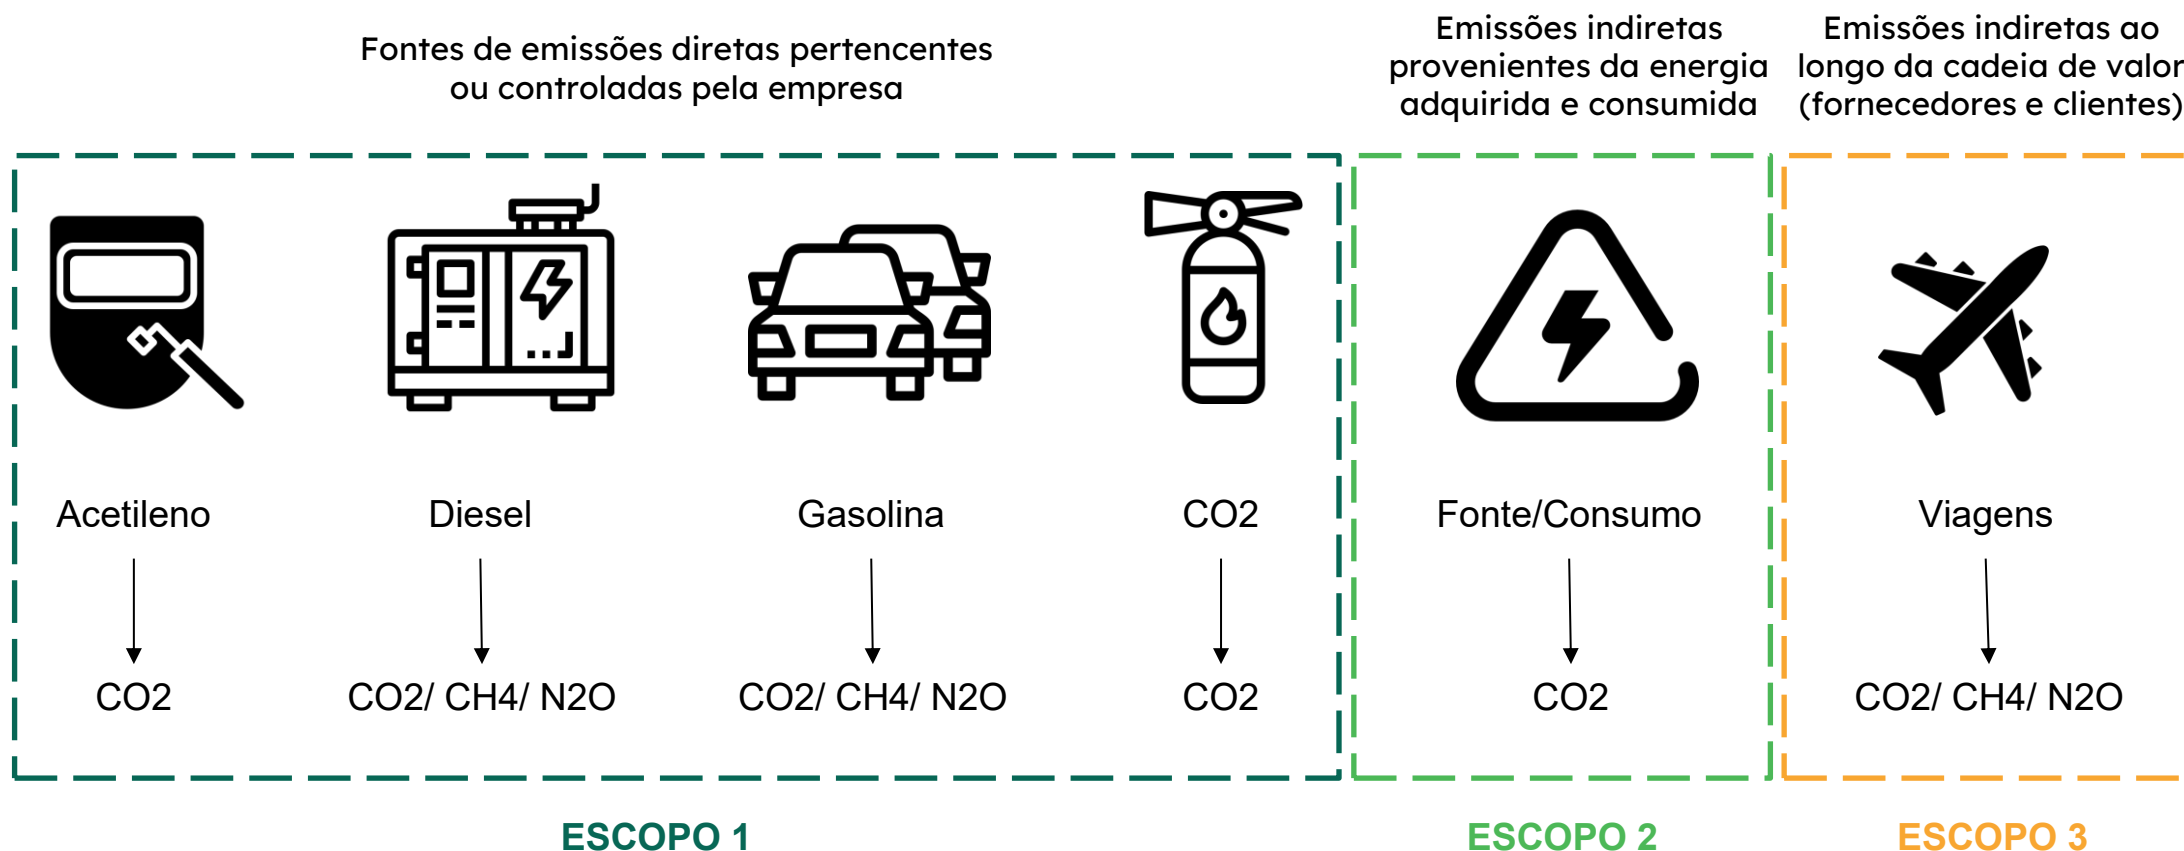 Fontes de emissões diretas pertencentes
ou controladas pela empresa
Emissões indiretas
provenientes da energia
adquirida e consumida
Emissões indiretas ao
longo da cadeia de valor
(fornecedores e clientes)
Acetileno
Diesel
Gasolina
CO2
Fonte/Consumo
Viagens
CO2
CO2/ CH4/ N2O
CO2/ CH4/ N2O
CO2
CO2
CO2/ CH4/ N2O
ESCOPO 1
ESCOPO 2
ESCOPO 3